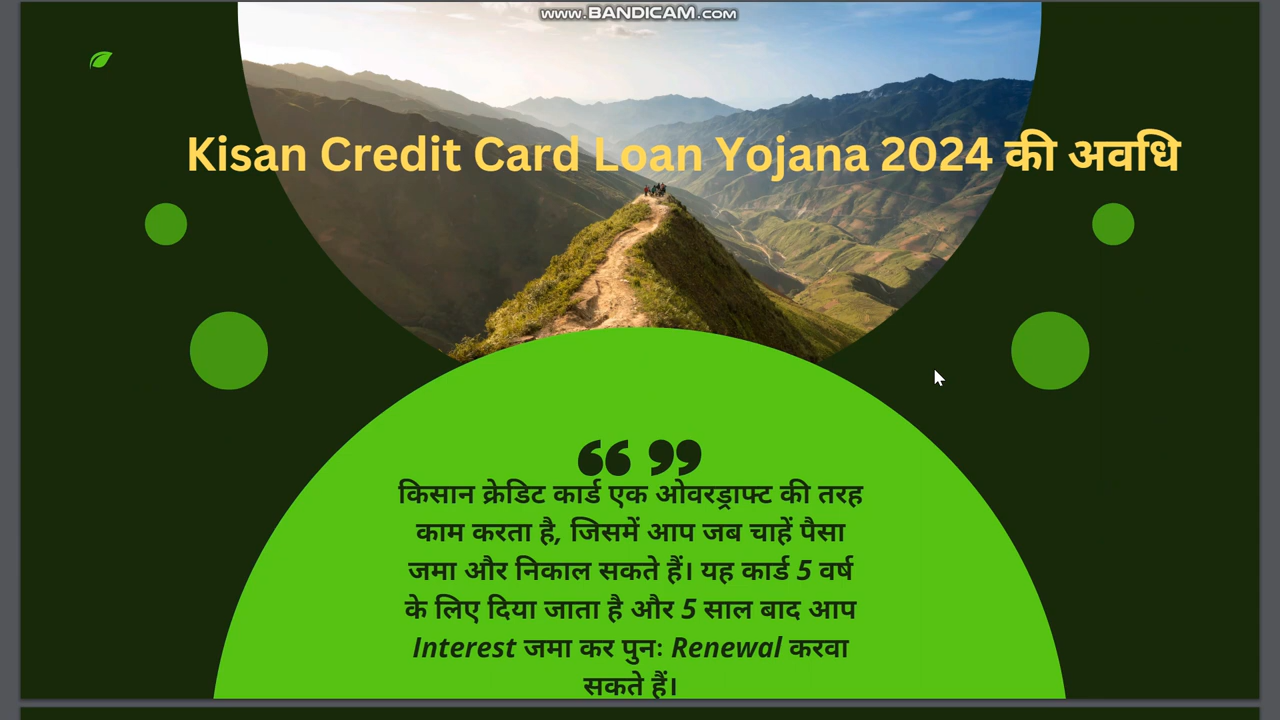 www.BANDICAM.com
Kisan Credit Card Loan Yojana 2024 की अवधि
किसान क्रेडिट कार्ड एक ओवरड्राफ्ट की तरह
काम करता है, जिसमें आप जब चाहें पैसा
जमा और निकाल सकते हैं। यह कार्ड 5 वर्ष
के लिए दिया जाता है और 5 साल बाद आप
Interest जमा कर पुनः Renewal करवा
सकते हैं।